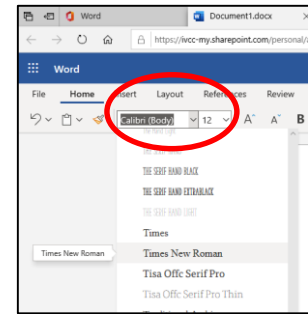 Word
Document1.docx
https://ivcc-my.sharepoint.com/personal/
Word
File Home Insert Layout References Review
Calibri (Body) 12 A^ Aˇ B
THE SERIF HAND BLACK
THE SERIF HAND EXTRABLACK
THE SERIF HAND LIGHT
Times
Times New Roman Times New Roman
Tisa Offc Serif Pro
Tisa Offc Serif Pro Thin